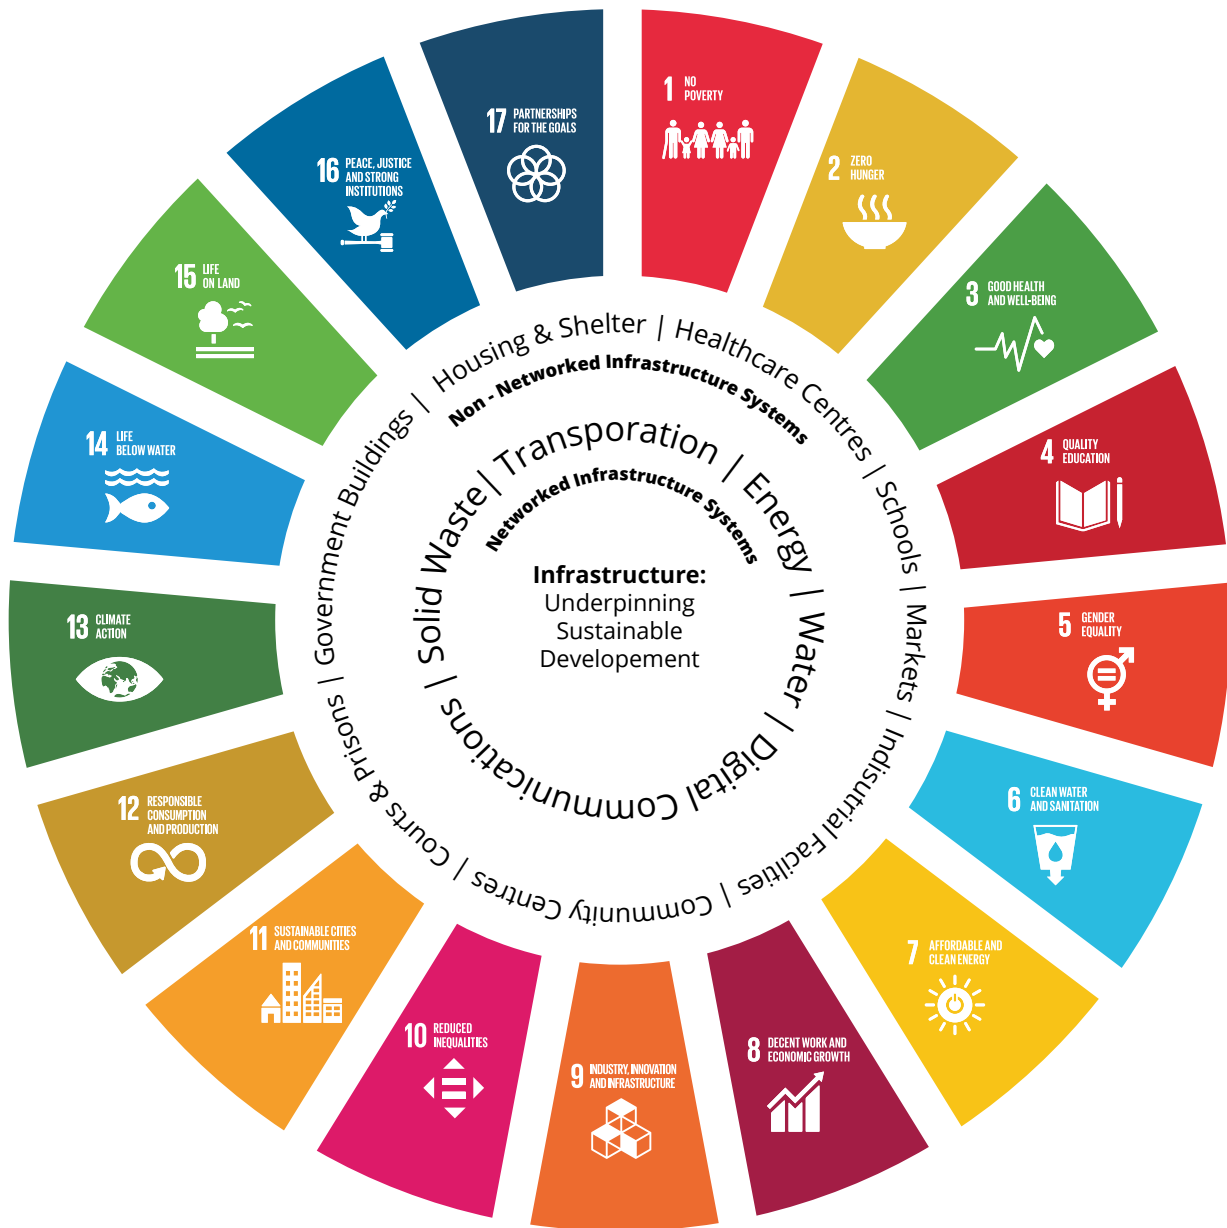 1 NO
POVERTY
2 ZERO
HUNGER
3 GOOD HEALTH
AND WELL-BEING
4 QUALITY
EDUCATION
5 GENDER
EQUALITY
6 CLEAN WATER
AND SANITATION
7 AFFORDABLE AND
CLEAN ENERGY
8 DECENT WORK AND
ECONOMIC GROWTH
9 INDUSTRY, INNOVATION
AND INFRASTRUCTURE
10 REDUCED
INEQUALITIES
11 SUSTAINABLE CITIES
AND COMMUNITIES
12 RESPONSIBLE
CONSUMPTION
AND PRODUCTION
13 CLIMATE
ACTION
14 LIFE
BELOW WATER
15 LIFE
ON LAND
16 PEACE, JUSTICE
AND STRONG
INSTITUTIONS
17 PARTNERSHIPS
FOR THE GOALS
Housing & Shelter | Healthcare Centres | Schools | Markets | Indisutrial Facilities | Community Centres | Courts & Prisons | Government Buildings |
Non - Networked Infrastructure Systems
Transporation | Energy | Water | Digital Communications | Solid Waste |
Networked Infrastructure Systems
Infrastructure:
Underpinning
Sustainable
Developement